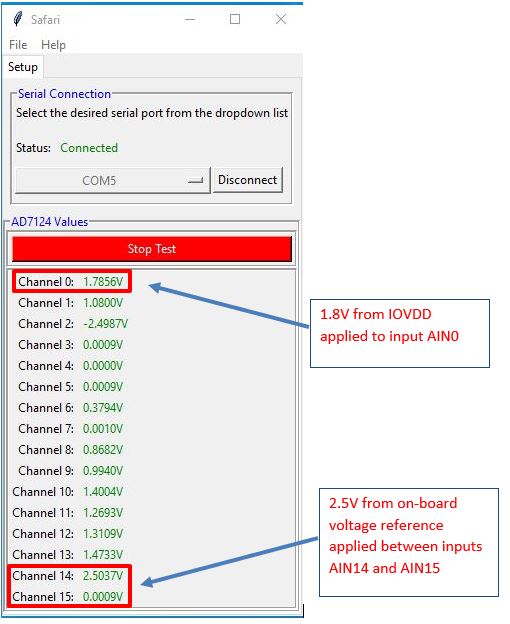 Safari
File Help
Setup
Serial Connection
Select the desired serial port from the dropdown list
Status: Connected
COM5 Disconnect
AD7124 Values
Stop Test
Channel 0: 1.7856V
Channel 1: 1.0800V
Channel 2: -2.4987V
Channel 3: 0.0009V
Channel 4: 0.0000V
Channel 5: 0.0009V
Channel 6: 0.3794V
Channel 7: 0.0010V
Channel 8: 0.8682V
Channel 9: 0.9940V
Channel 10: 1.4004V
Channel 11: 1.2693V
Channel 12: 1.3109V
Channel 13: 1.4733V
Channel 14: 2.5037V
Channel 15: 0.0009V
1.8V from IOVDD
applied to input AIN0
2.5V from on-board
voltage reference
applied between inputs
AIN14 and AIN15